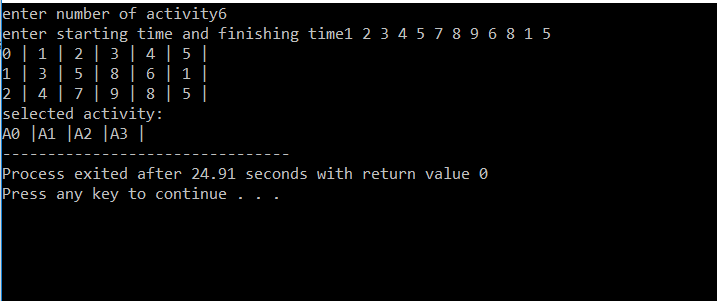 enter number of activity6
enter starting time and finishing time1 2 3 4 5 7 8 9 6 8 1 5
0 | 1 | 2 | 3 | 4 | 5 |
1 | 3 | 5 | 8 | 6 | 1 |
2 | 4 | 7 | 9 | 8 | 5 |
selected activity:
A0 |A1 |A2 |A3 |
--------------------------------
Process exited after 24.91 seconds with return value 0
Press any key to continue . . .